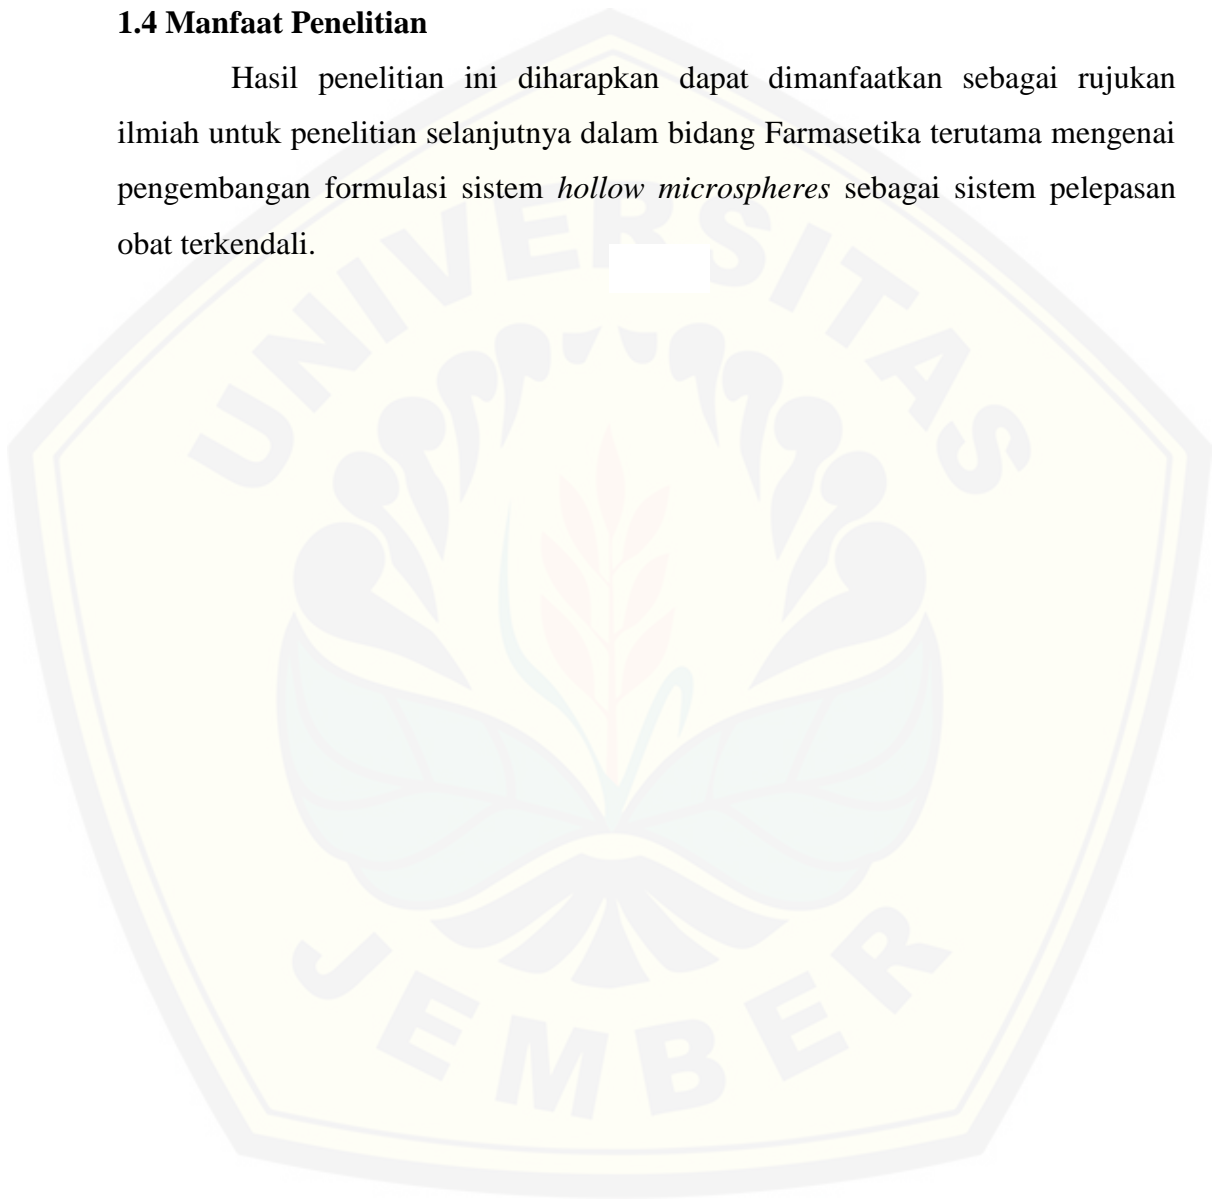 1.4 Manfaat Penelitian
Hasil penelitian ini diharapkan dapat dimanfaatkan sebagai rujukan
ilmiah untuk penelitian selanjutnya dalam bidang Farmasetika terutama mengenai
pengembangan formulasi sistem hollow microspheres sebagai sistem pelepasan
obat terkendali.
UNIVERSITAS
JEMBER